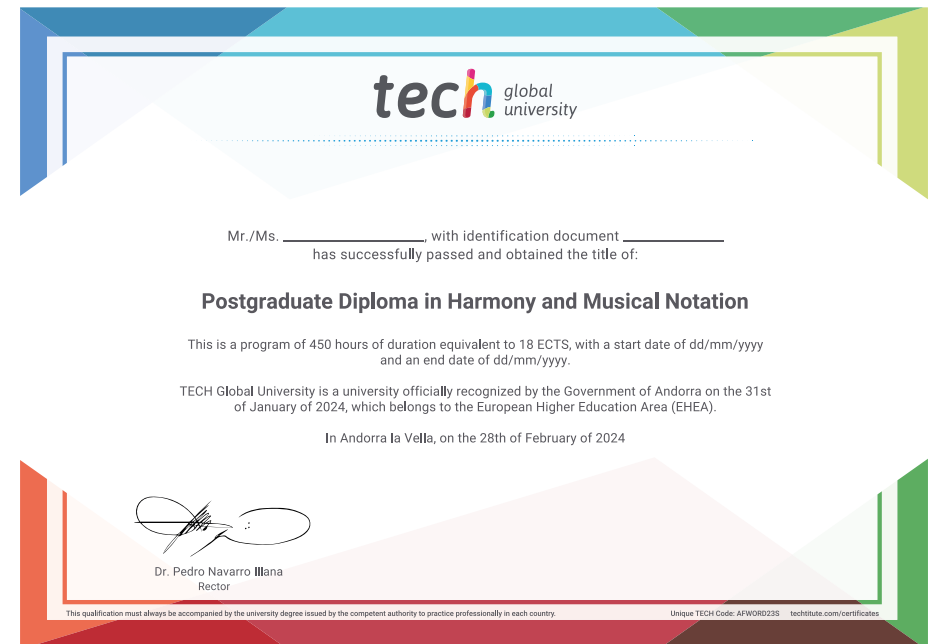 tech global
university
Mr./Ms. ____________, with identification document ____________
has successfully passed and obtained the title of:
Postgraduate Diploma in Harmony and Musical Notation
This is a program of 450 hours of duration equivalent to 18 ECTS, with a start date of dd/mm/yyyy
and an end date of dd/mm/yyyy.
TECH Global University is a university officially recognized by the Government of Andorra on the 31st
of January of 2024, which belongs to the European Higher Education Area (EHEA).
In Andorra la Vella, on the 28th of February of 2024
Dr. Pedro Navarro Illana
Rector
This qualification must always be accompanied by the university degree issued by the competent authority to practice professionally in each country. Unique TECH Code: AFWORD23S techtitute.com/certificates